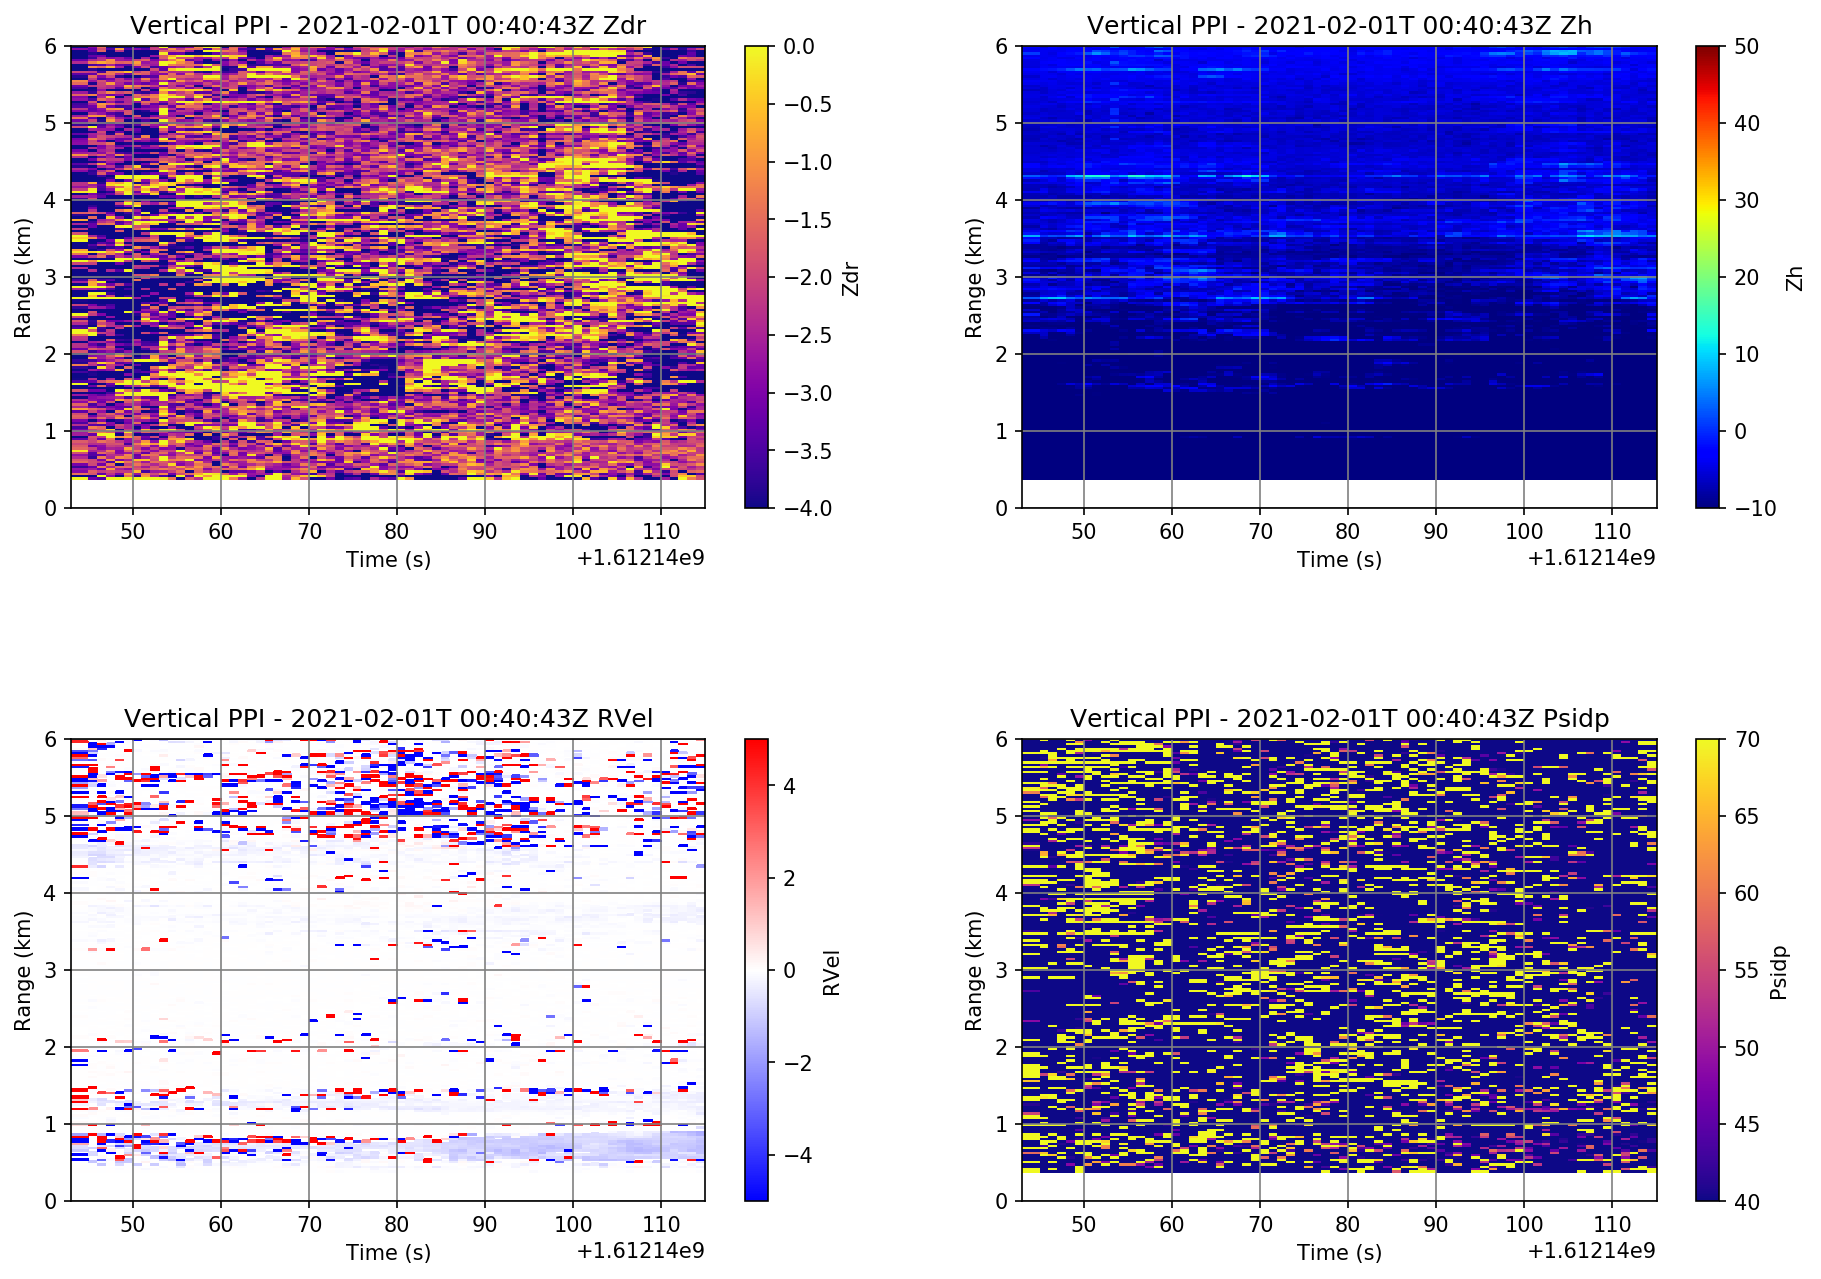 Vertical PPI - 2021-02-01T 00:40:43Z Zdr
6
5
4
3
2
1
0
Range (km)
50 60 70 80 90 100 110
Time (s)
+1.61214e9
0.0
−0.5
−1.0
−1.5
−2.0
−2.5
−3.0
−3.5
−4.0
Zdr
Vertical PPI - 2021-02-01T 00:40:43Z Zh
6
5
4
3
2
1
0
Range (km)
50 60 70 80 90 100 110
Time (s)
+1.61214e9
50
40
30
20
10
0
−10
Zh
Vertical PPI - 2021-02-01T 00:40:43Z RVel
6
5
4
3
2
1
0
Range (km)
50 60 70 80 90 100 110
Time (s)
+1.61214e9
4
2
0
−2
−4
RVel
Vertical PPI - 2021-02-01T 00:40:43Z Psidp
6
5
4
3
2
1
0
Range (km)
50 60 70 80 90 100 110
Time (s)
+1.61214e9
70
65
60
55
50
45
40
Psidp